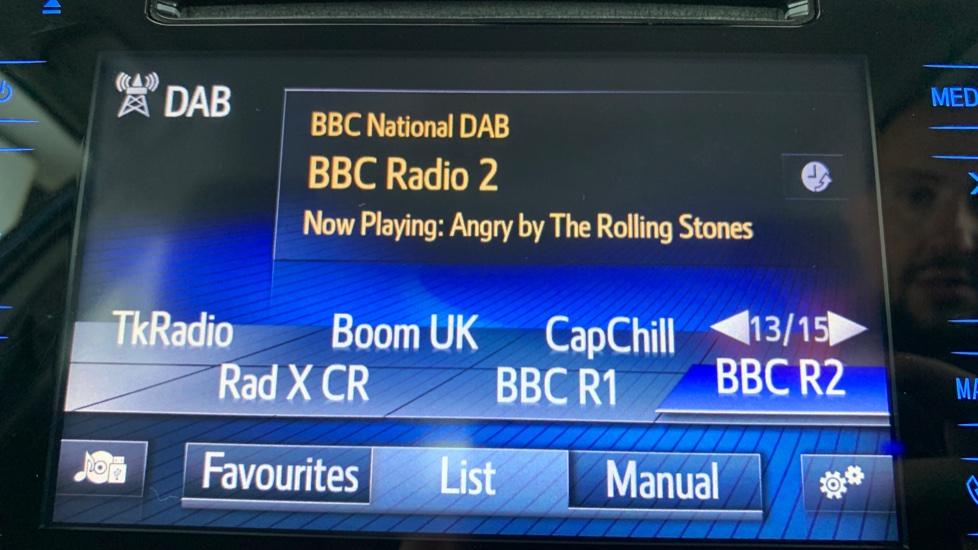 DAB
BBC National DAB
BBC Radio 2
Now Playing: Angry by The Rolling Stones
TkRadio Boom UK CapChill 13/15
Rad X CR BBC R1 BBC R2
Favourites List Manual
MED
MA